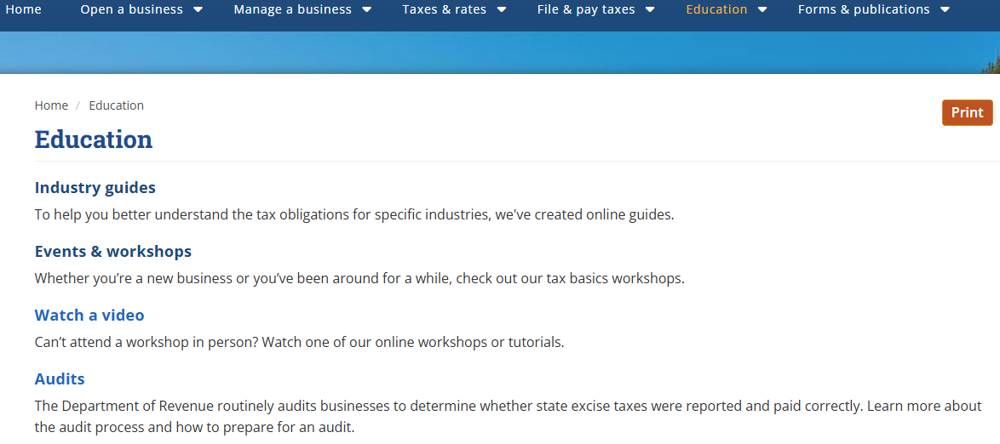 Home Open a business Manage a business Taxes & rates File & pay taxes Education Forms & publications
Home / Education
Print
Education
Industry guides
To help you better understand the tax obligations for specific industries, we've created online guides.
Events & workshops
Whether you’re a new business or you’ve been around for a while, check out our tax basics workshops.
Watch a video
Can’t attend a workshop in person? Watch one of our online workshops or tutorials.
Audits
The Department of Revenue routinely audits businesses to determine whether state excise taxes were reported and paid correctly. Learn more about
the audit process and how to prepare for an audit.